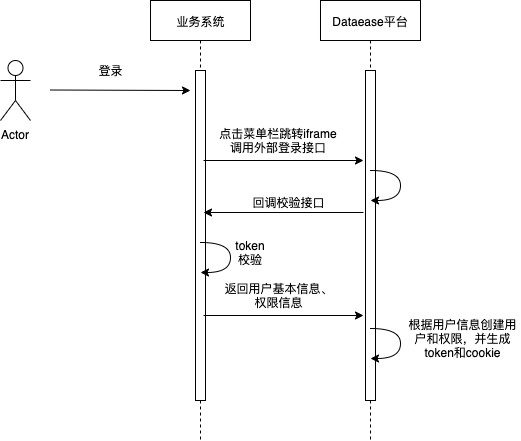 业务系统
Dataease平台
登录
Actor
点击菜单栏跳转iframe
调用外部登录接口
回调校验接口
token
校验
返回用户基本信息、
权限信息
根据用户信息创建用
户和权限，并生成
token和cookie